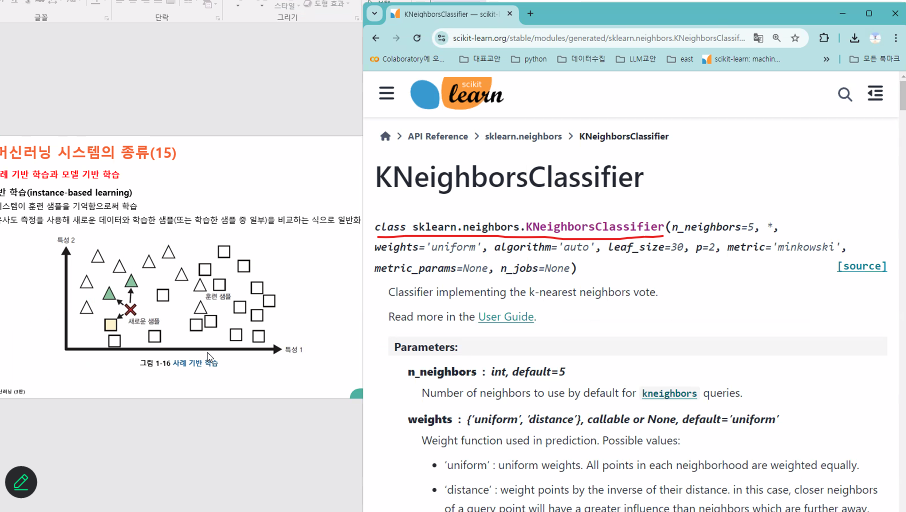 스타일
도형 효과
글꼴
단락
그리기
머신러닝 시스템의 종류(15)
례 기반 학습과 모델 기반 학습
반 학습(instance-based learning)
시스템이 훈련 샘플을 기억함으로써 학습
유사도 측정을 사용해 새로운 데이터와 학습한 샘플(또는 학습한 샘플 중 일부)을 비교하는 식으로 일반화
특성 2
훈련 샘플
새로운 샘플
특성 1
그림 1-16 사례 기반 학습
러닝 (3판)
KNeighborsClassifier — scikit-l
scikit-learn.org/stable/modules/generated/sklearn.neighbors.KNeighborsClassif...
Colaboratory에 오...
대표교안
python
데이터수집
LLM교안
east
scikit-learn: machin...
»
모든 북마크
scikit
learn
API Reference > sklearn.neighbors > KNeighborsClassifier
KNeighborsClassifier
class sklearn.neighbors.KNeighborsClassifier(n_neighbors=5, *,
weights='uniform', algorithm='auto', leaf_size=30, p=2, metric='minkowski',
metric_params=None, n_jobs=None)
[source]
Classifier implementing the k-nearest neighbors vote.
Read more in the User Guide.
Parameters:
n_neighbors : int, default=5
Number of neighbors to use by default for kneighbors queries.
weights : {'uniform', 'distance'}, callable or None, default='uniform'
Weight function used in prediction. Possible values:
• 'uniform' : uniform weights. All points in each neighborhood are weighted equally.
• 'distance' : weight points by the inverse of their distance. in this case, closer neighbors
of a query point will have a greater influence than neighbors which are further away.